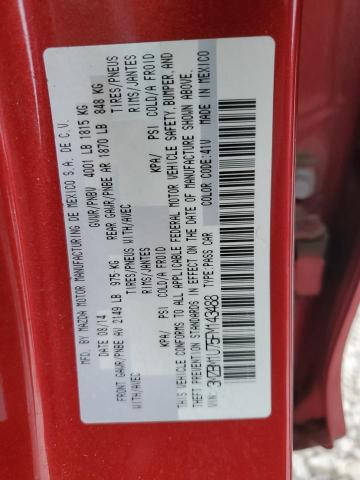 MFD. BY MAZDA MOTOR MANUFACTURING DE MEXICO S.A. DE C.V.
DATE 09/14 GVWR/PNBV 4001 LB 1815 KG
FRONT GAWR/PNBE AV 2149 LB 975 KG REAR GAWR/PNBE AR 1870 LB 848 KG
WITH/AVEC TIRES/PNEUS WITH/AVEC TIRES/PNEUS
RIMS/JANTES RIMS/JANTES
KPA/ PSI COLD/A FROID KPA/ PSI COLD/A FROID
THIS VEHICLE CONFORMS TO ALL APPLICABLE FEDERAL MOTOR VEHICLE SAFETY,BUMPER,AND
THEFT PREVENTION STANDARDS IN EFFECT ON THE DATE OF MANUFACTURE SHOWN ABOVE.
VIN: 3MZBM1U75FM143488 TYPE:PASS CAR COLOR CODE:41V MADE IN MEXICO